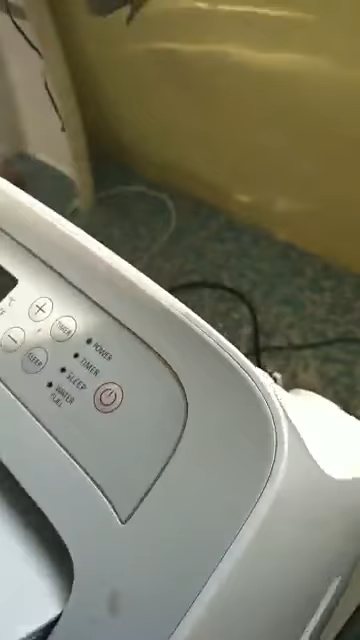 +
TIMER
POWER
TIMER
−
SLEEP
SLEEP
WATER
FULL